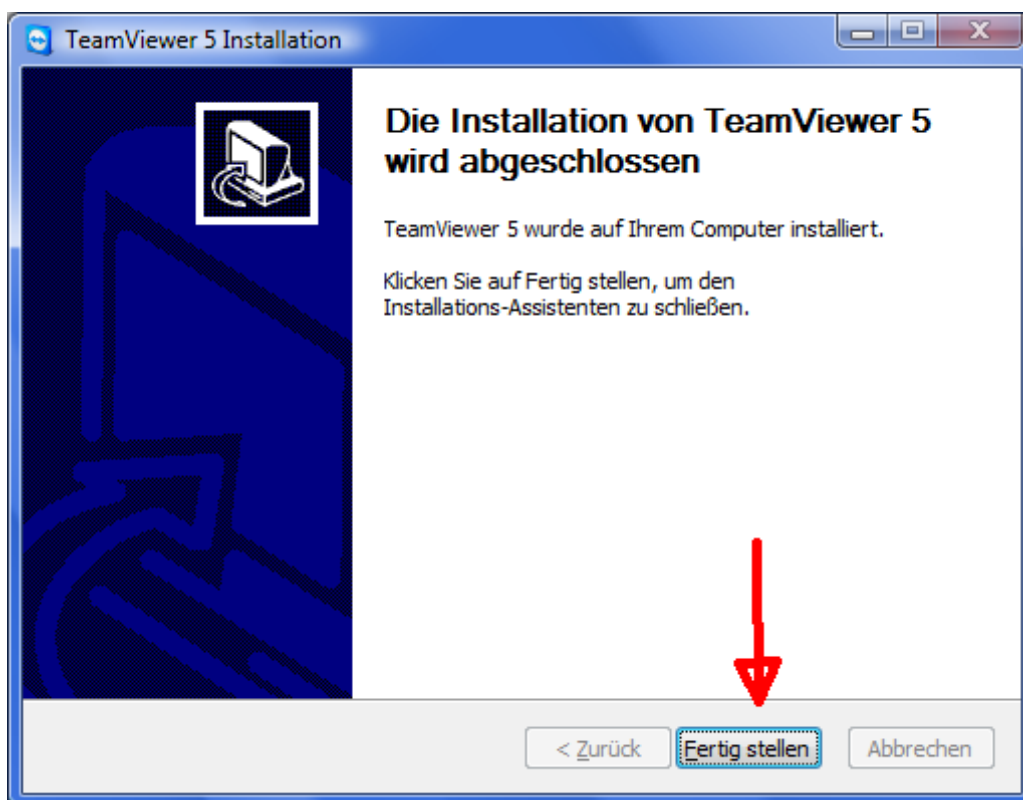 TeamViewer 5 Installation
Die Installation von TeamViewer 5
wird abgeschlossen
TeamViewer 5 wurde auf Ihrem Computer installiert.
Klicken Sie auf Fertig stellen, um den
Installations-Assistenten zu schließen.
< Zurück
Fertig stellen
Abbrechen